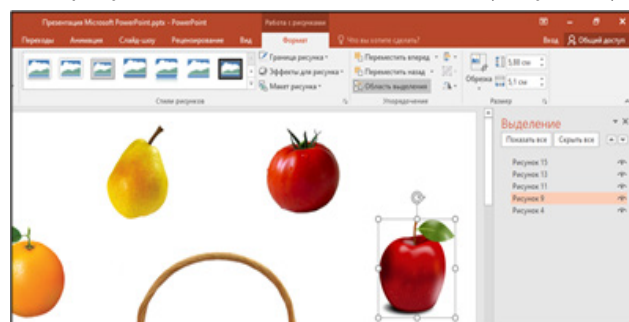 Презентация Microsoft PowerPoint.pptx - PowerPoint
Работа с рисунками
Переходы Анимация Слайд-шоу Рецензирование Вид Формат Что вы хотите сделать? Вход Общий доступ
Граница рисунка
Эффекты для рисунка
Макет рисунка
Переместить вперед
Переместить назад
Область выделения
Обрезка
5,88 см
5,1 см
Стили рисунков
Упорядочение
Размер
Выделение
Показать все Скрыть все
Рисунок 15
Рисунок 13
Рисунок 11
Рисунок 9
Рисунок 4